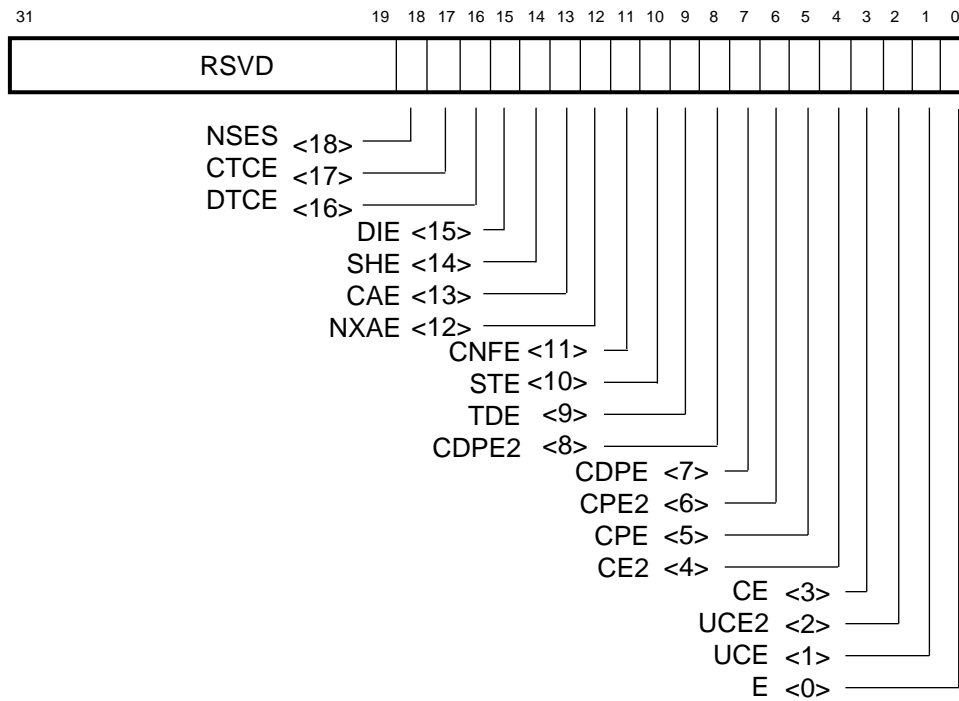 31 19 18 17 16 15 14 13 12 11 10 9 8 7 6 5 4 3 2 1 0
RSVD
NSES <18>
CTCE <17>
DTCE <16>
DIE <15>
SHE <14>
CAE <13>
NXAE <12>
CNFE <11>
STE <10>
TDE <9>
CDPE2 <8>
CDPE <7>
CPE2 <6>
CPE <5>
CE2 <4>
CE <3>
UCE2 <2>
UCE <1>
E <0>